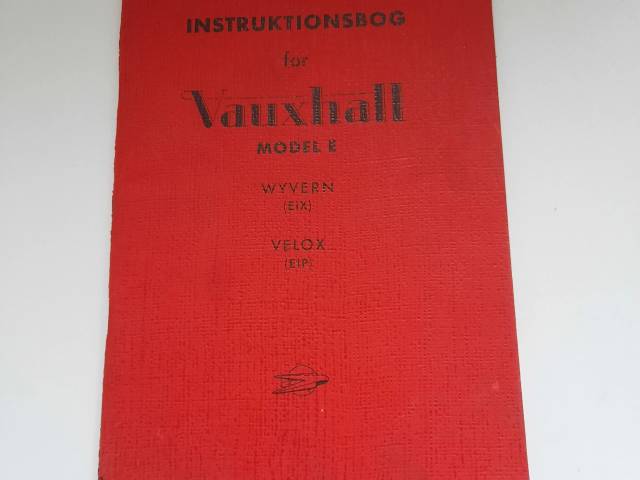 INSTRUKTIONSBOG
for
Vauxhall
MODEL E
WYVERN
(EIX)
VELOX
(EIP)